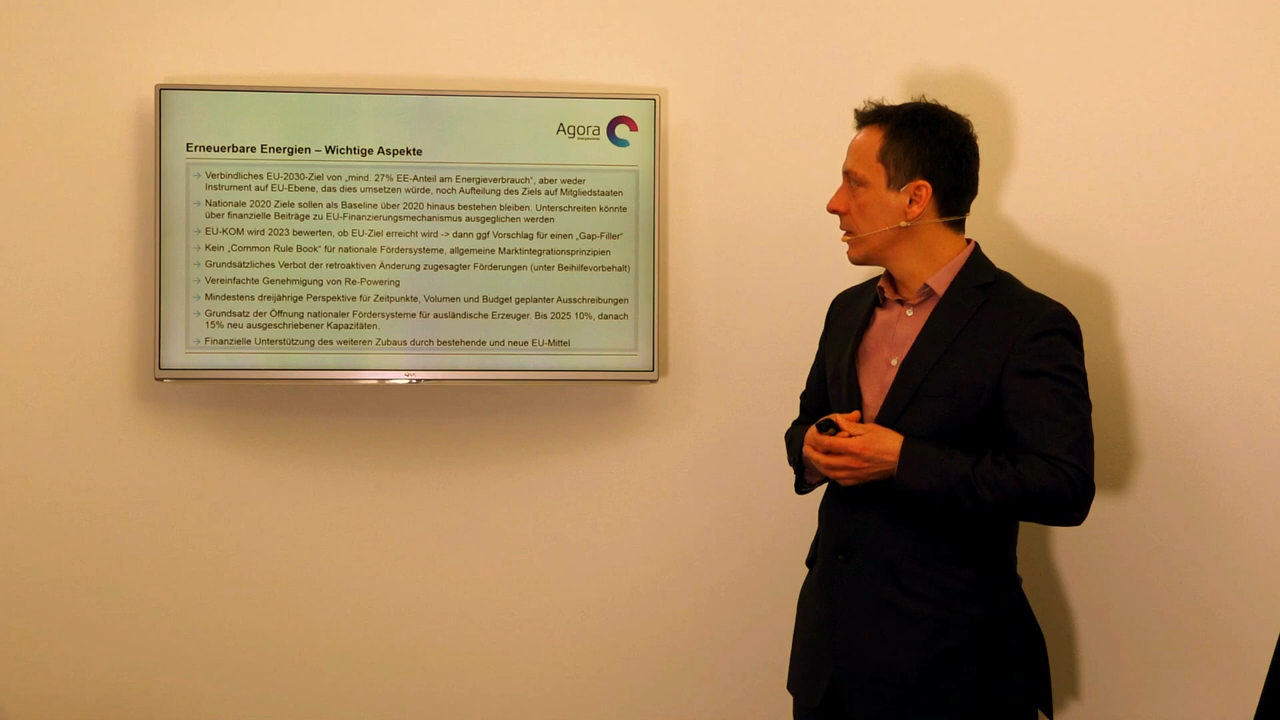 Agora
Erneuerbare Energien – Wichtige Aspekte
→ Verbindliches EU-2030-Ziel von „mind. 27% EE-Anteil am Energieverbrauch“, aber weder
Instrument auf EU-Ebene, das dies umsetzen würde, noch Aufteilung des Ziels auf Mitgliedstaaten
→ Nationale 2020 Ziele sollen als Baseline über 2020 hinaus bestehen bleiben. Unterschreiten könnte
über finanzielle Beiträge zu EU-Finanzierungsmechanismus ausgeglichen werden
→ EU-KOM wird 2023 bewerten, ob EU-Ziel erreicht wird -> dann ggf Vorschlag für einen „Gap-Filler“
→ Kein „Common Rule Book“ für nationale Fördersysteme, allgemeine Marktintegrationsprinzipien
→ Grundsätzliches Verbot der retroaktiven Änderung zugesagter Förderungen (unter Beihilfevorbehalt)
→ Vereinfachte Genehmigung von Re-Powering
→ Mindestens dreijährige Perspektive für Zeitpunkte, Volumen und Budget geplanter Ausschreibungen
→ Grundsatz der Öffnung nationaler Fördersysteme für ausländische Erzeuger. Bis 2025 10%, danach
15% neu ausgeschriebener Kapazitäten.
→ Finanzielle Unterstützung des weiteren Zubaus durch bestehende und neue EU-Mittel